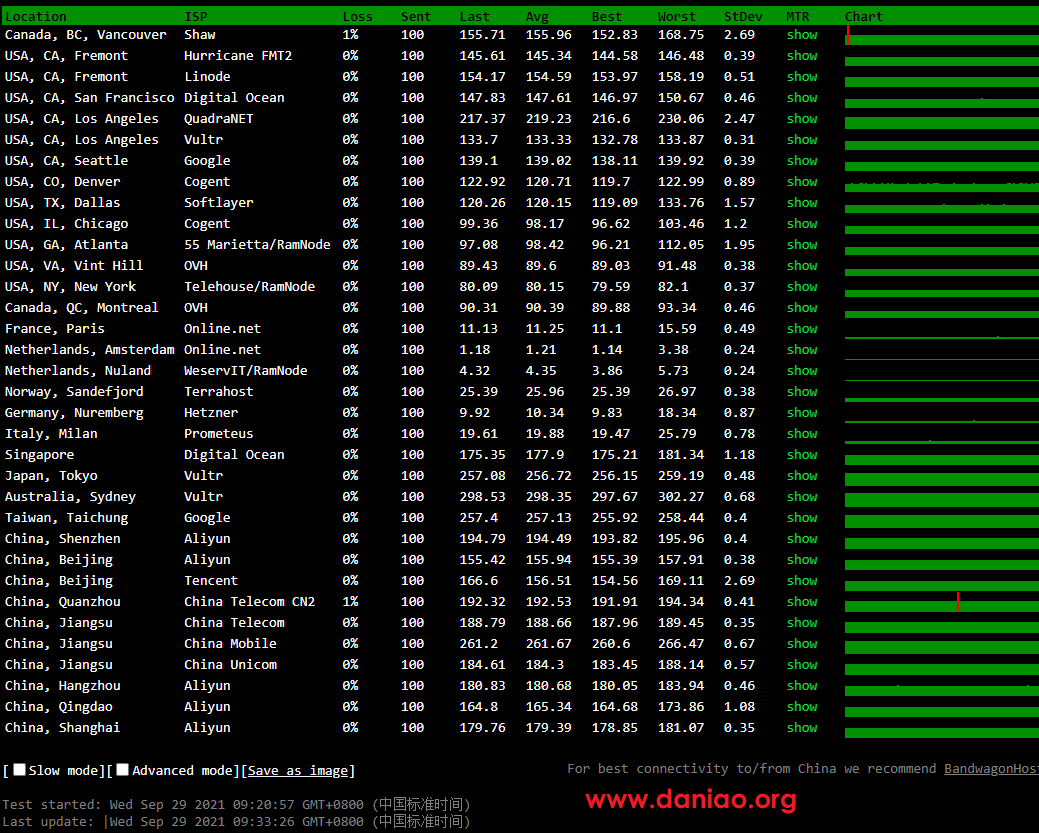 Location ISP Loss Sent Last Avg Best Worst StDev MTR Chart
Canada, BC, Vancouver Shaw 1% 100 155.71 155.96 152.83 168.75 2.69 show
USA, CA, Fremont Hurricane FMT2 0% 100 145.61 145.34 144.58 146.48 0.39 show
USA, CA, Fremont Linode 0% 100 154.17 154.59 153.97 158.19 0.51 show
USA, CA, San Francisco Digital Ocean 0% 100 147.83 147.61 146.97 150.67 0.46 show
USA, CA, Los Angeles QuadraNET 0% 100 217.37 219.23 216.6 230.06 2.47 show
USA, CA, Los Angeles Vultr 0% 100 133.7 133.33 132.78 133.87 0.31 show
USA, CA, Seattle Google 0% 100 139.1 139.02 138.11 139.92 0.39 show
USA, CO, Denver Cogent 0% 100 122.92 120.71 119.7 122.99 0.89 show
USA, TX, Dallas Softlayer 0% 100 120.26 120.15 119.09 133.76 1.57 show
USA, IL, Chicago Cogent 0% 100 99.36 98.17 96.62 103.46 1.2 show
USA, GA, Atlanta 55 Marietta/RamNode 0% 100 97.08 98.42 96.21 112.05 1.95 show
USA, VA, Vint Hill OVH 0% 100 89.43 89.6 89.03 91.48 0.38 show
USA, NY, New York Telehouse/RamNode 0% 100 80.09 80.15 79.59 82.1 0.37 show
Canada, QC, Montreal OVH 0% 100 90.31 90.39 89.88 93.34 0.46 show
France, Paris Online.net 0% 100 11.13 11.25 11.1 15.59 0.49 show
Netherlands, Amsterdam Online.net 0% 100 1.18 1.21 1.14 3.38 0.24 show
Netherlands, Nuland WeservIT/RamNode 0% 100 4.32 4.35 3.86 5.73 0.24 show
Norway, Sandefjord Terrahost 0% 100 25.39 25.96 25.39 26.97 0.38 show
Germany, Nuremberg Hetzner 0% 100 9.92 10.34 9.83 18.34 0.87 show
Italy, Milan Prometeus 0% 100 19.61 19.88 19.47 25.79 0.78 show
Singapore Digital Ocean 0% 100 175.35 177.9 175.21 181.34 1.18 show
Japan, Tokyo Vultr 0% 100 257.08 256.72 256.15 259.19 0.48 show
Australia, Sydney Vultr 0% 100 298.53 298.35 297.67 302.27 0.68 show
Taiwan, Taichung Google 0% 100 257.4 257.13 255.92 258.44 0.4 show
China, Shenzhen Aliyun 0% 100 194.79 194.49 193.82 195.96 0.4 show
China, Beijing Aliyun 0% 100 155.42 155.94 155.39 157.91 0.38 show
China, Beijing Tencent 0% 100 166.6 156.51 154.56 169.11 2.69 show
China, Quanzhou China Telecom CN2 1% 100 192.32 192.53 191.91 194.34 0.41 show
China, Jiangsu China Telecom 0% 100 188.79 188.66 187.96 189.45 0.35 show
China, Jiangsu China Mobile 0% 100 261.2 261.67 260.6 266.47 0.67 show
China, Jiangsu China Unicom 0% 100 184.61 184.3 183.45 188.14 0.57 show
China, Hangzhou Aliyun 0% 100 180.83 180.68 180.05 183.94 0.46 show
China, Qingdao Aliyun 0% 100 164.8 165.34 164.68 173.86 1.08 show
China, Shanghai Aliyun 0% 100 179.76 179.39 178.85 181.07 0.35 show
[ Slow mode][ Advanced mode][Save as image]
For best connectivity to/from China we recommend BandwagonHost
www.daniao.org
Test started: Wed Sep 29 2021 09:20:57 GMT+0800 (中国标准时间)
Last update: |Wed Sep 29 2021 09:33:26 GMT+0800 (中国标准时间)